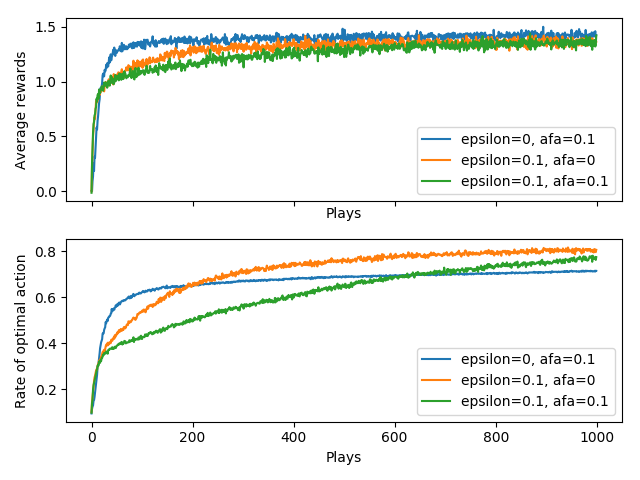 Average rewards
1.5
1.0
0.5
0.0
epsilon=0, afa=0.1
epsilon=0.1, afa=0
epsilon=0.1, afa=0.1
Plays
Rate of optimal action
0.8
0.6
0.4
0.2
epsilon=0, afa=0.1
epsilon=0.1, afa=0
epsilon=0.1, afa=0.1
0 200 400 600 800 1000
Plays